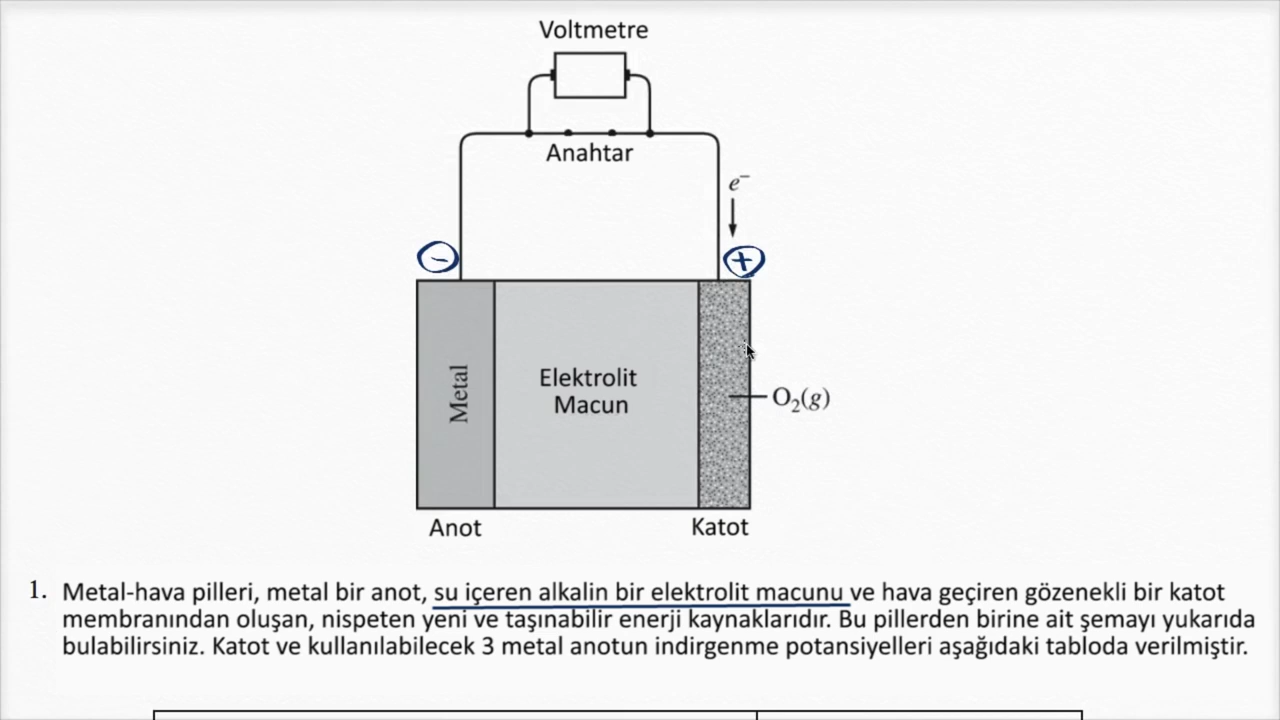 Voltmetre
Anahtar
e⁻
− +
Metal
Elektrolit
Macun
O₂(g)
Anot Katot
1. Metal-hava pilleri, metal bir anot, su içeren alkalin bir elektrolit macunu ve hava geçiren gözenekli bir katot
membranından oluşan, nispeten yeni ve taşınabilir enerji kaynaklarıdır. Bu pillerden birine ait şemayı yukarıda
bulabilirsiniz. Katot ve kullanılabilecek 3 metal anotun indirgenme potansiyelleri aşağıdaki tabloda verilmiştir.